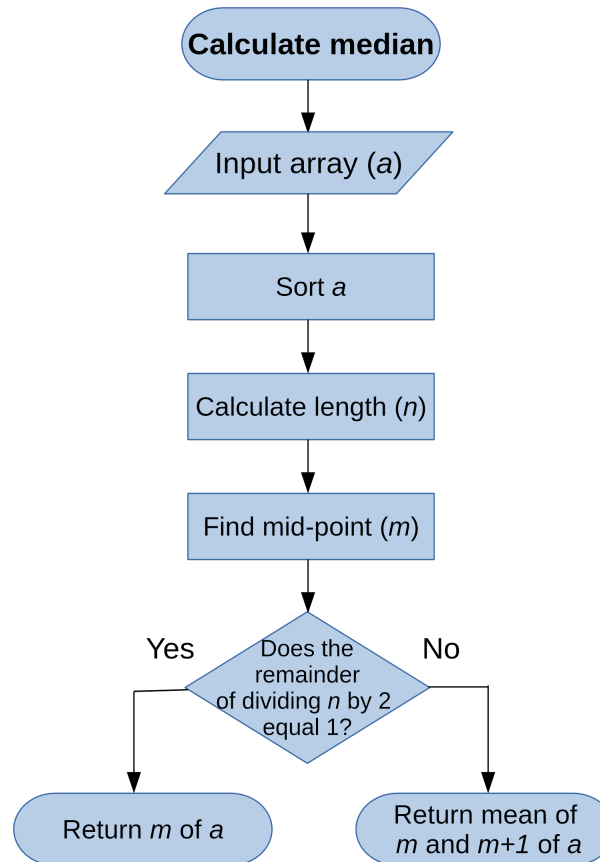 Calculate median
Input array (a)
Sort a
Calculate length (n)
Find mid-point (m)
Yes
No
Does the
remainder
of dividing n by 2
equal 1?
Return m of a
Return mean of
m and m+1 of a